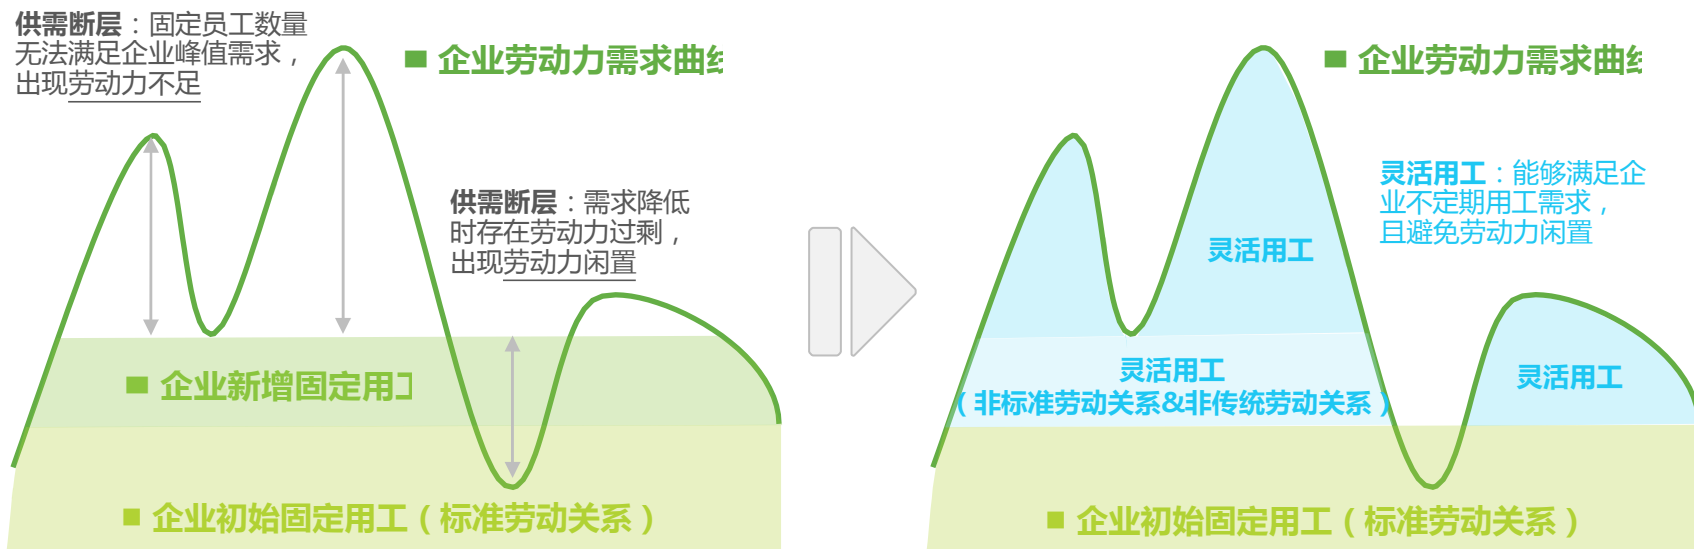 供需断层：固定员工数量
无法满足企业峰值需求，
出现劳动力不足
■ 企业劳动力需求曲
供需断层：需求降低
时存在劳动力过剩，
出现劳动力闲置
■ 企业新增固定用
■ 企业初始固定用工（标准劳动关系）
■ 企业劳动力需求曲
灵活用工：能够满足企
业不定期用工需求，
且避免劳动力闲置
灵活用工
灵活用工
（非标准劳动关系&非传统劳动关系）
灵活用工
■ 企业初始固定用工（标准劳动关系）